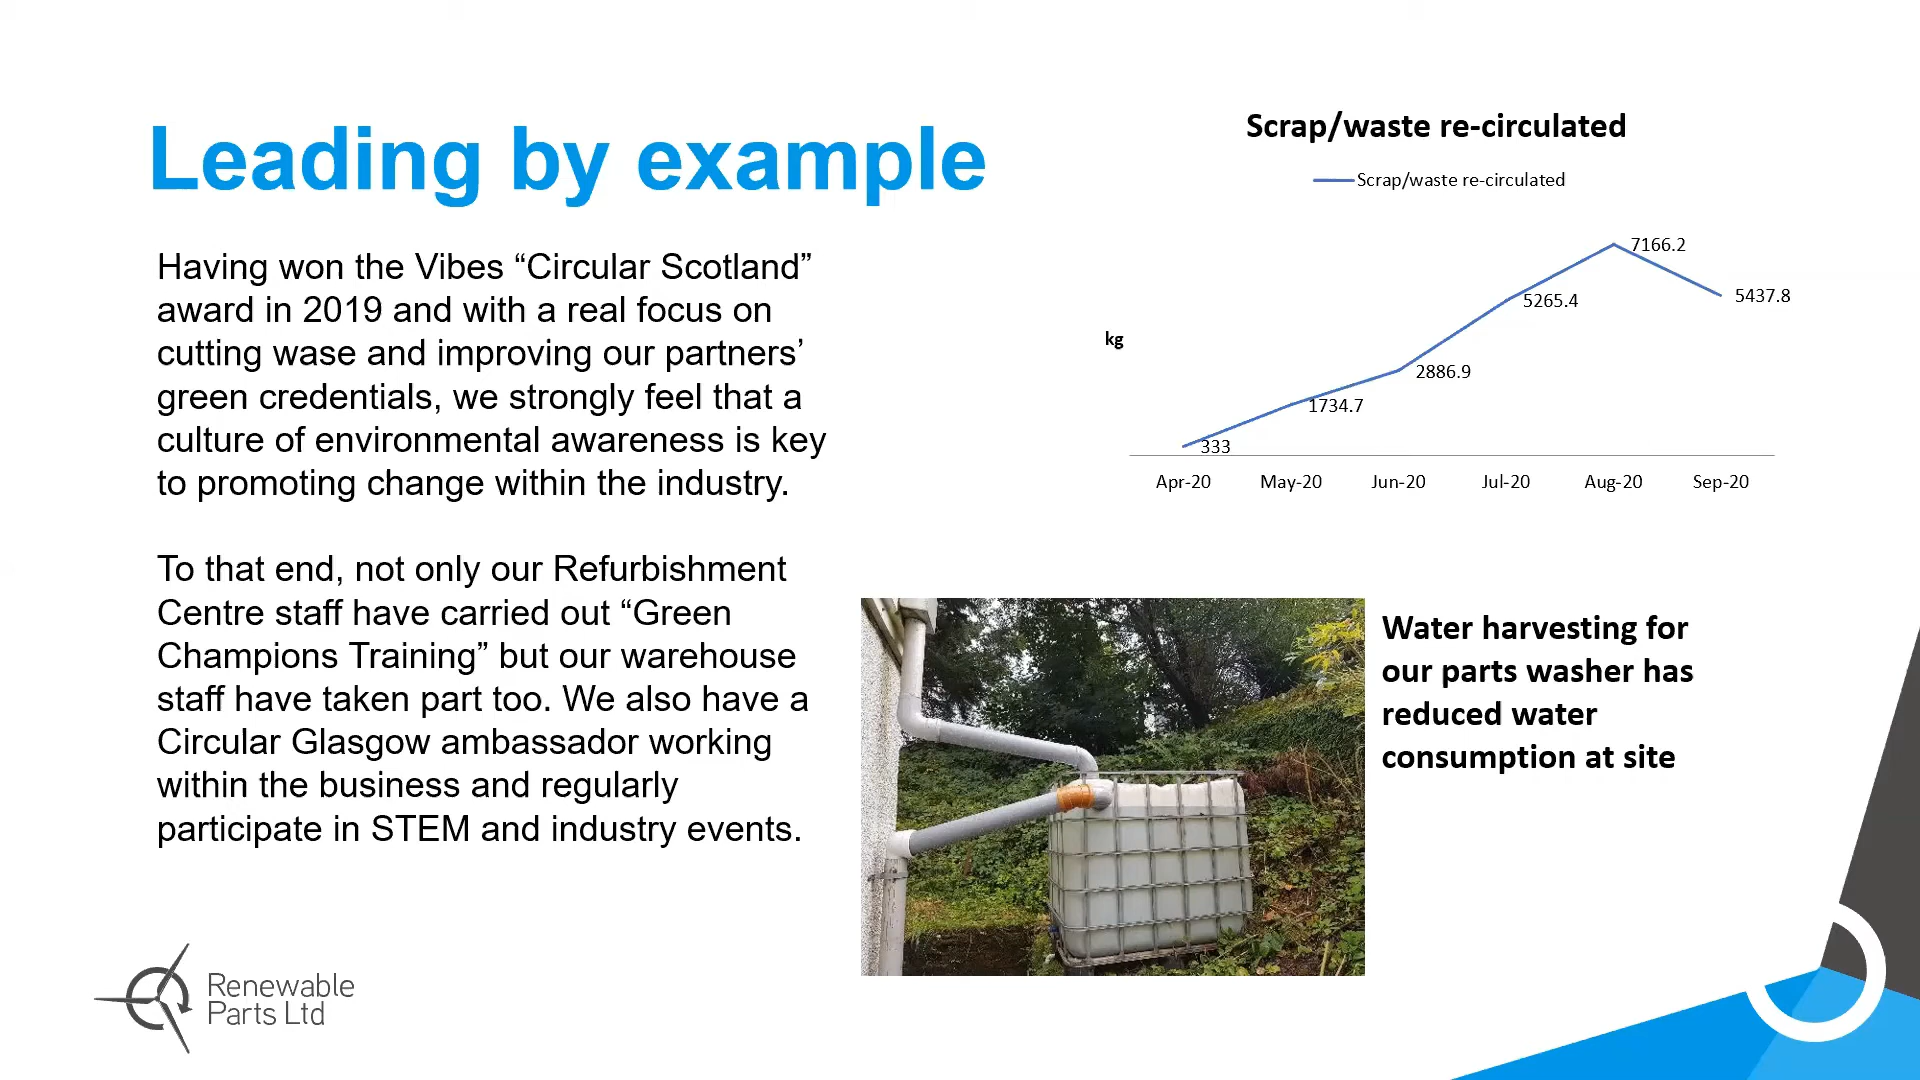 Leading by example
Having won the Vibes “Circular Scotland”
award in 2019 and with a real focus on
cutting wase and improving our partners’
green credentials, we strongly feel that a
culture of environmental awareness is key
to promoting change within the industry.
To that end, not only our Refurbishment
Centre staff have carried out “Green
Champions Training” but our warehouse
staff have taken part too. We also have a
Circular Glasgow ambassador working
within the business and regularly
participate in STEM and industry events.
Scrap/waste re-circulated
Scrap/waste re-circulated
kg
333
1734.7
2886.9
5265.4
7166.2
5437.8
Apr-20 May-20 Jun-20 Jul-20 Aug-20 Sep-20
Water harvesting for
our parts washer has
reduced water
consumption at site
Renewable
Parts Ltd